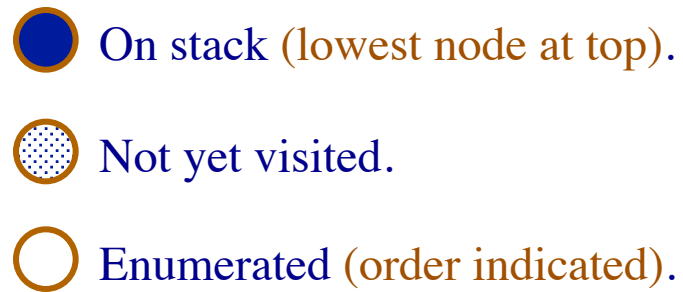 On stack (lowest node at top).
Not yet visited.
Enumerated (order indicated).